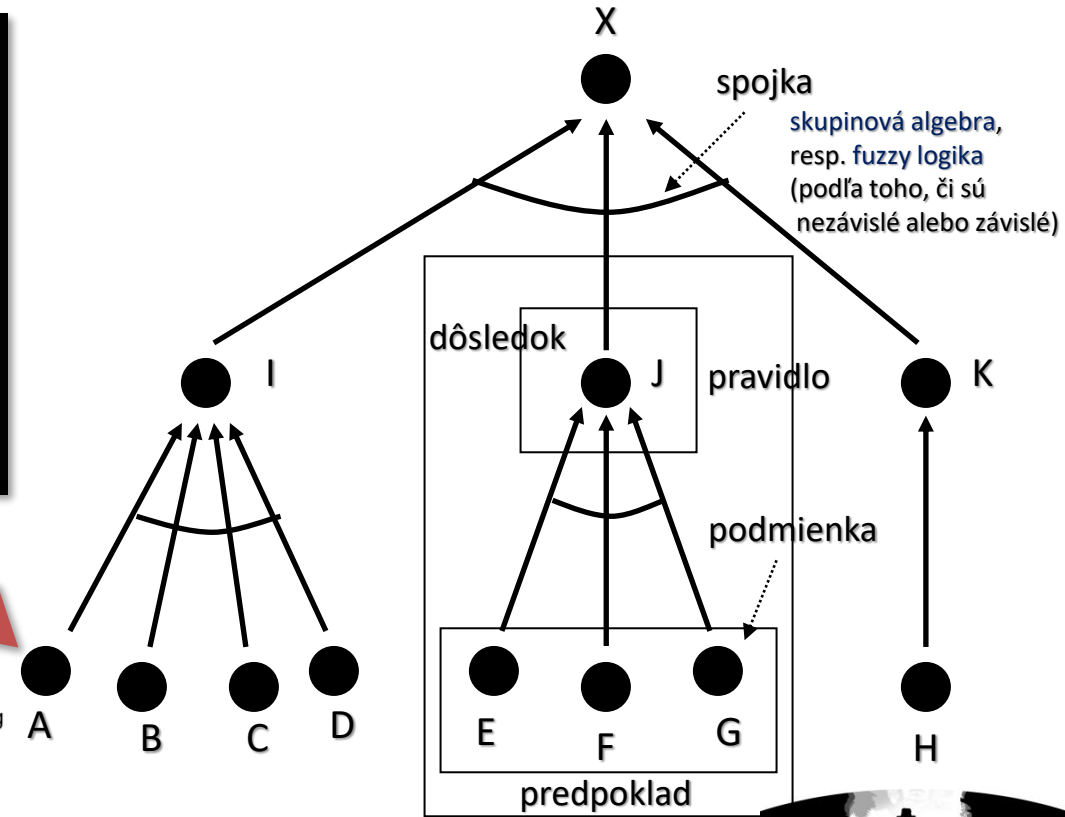 X
spojka
skupinová algebra,
resp. fuzzy logika
(podľa toho, či sú
nezávislé alebo závislé)
dôsledok
I
J
pravidlo
K
podmienka
A
B
C
D
E
F
G
H
predpoklad